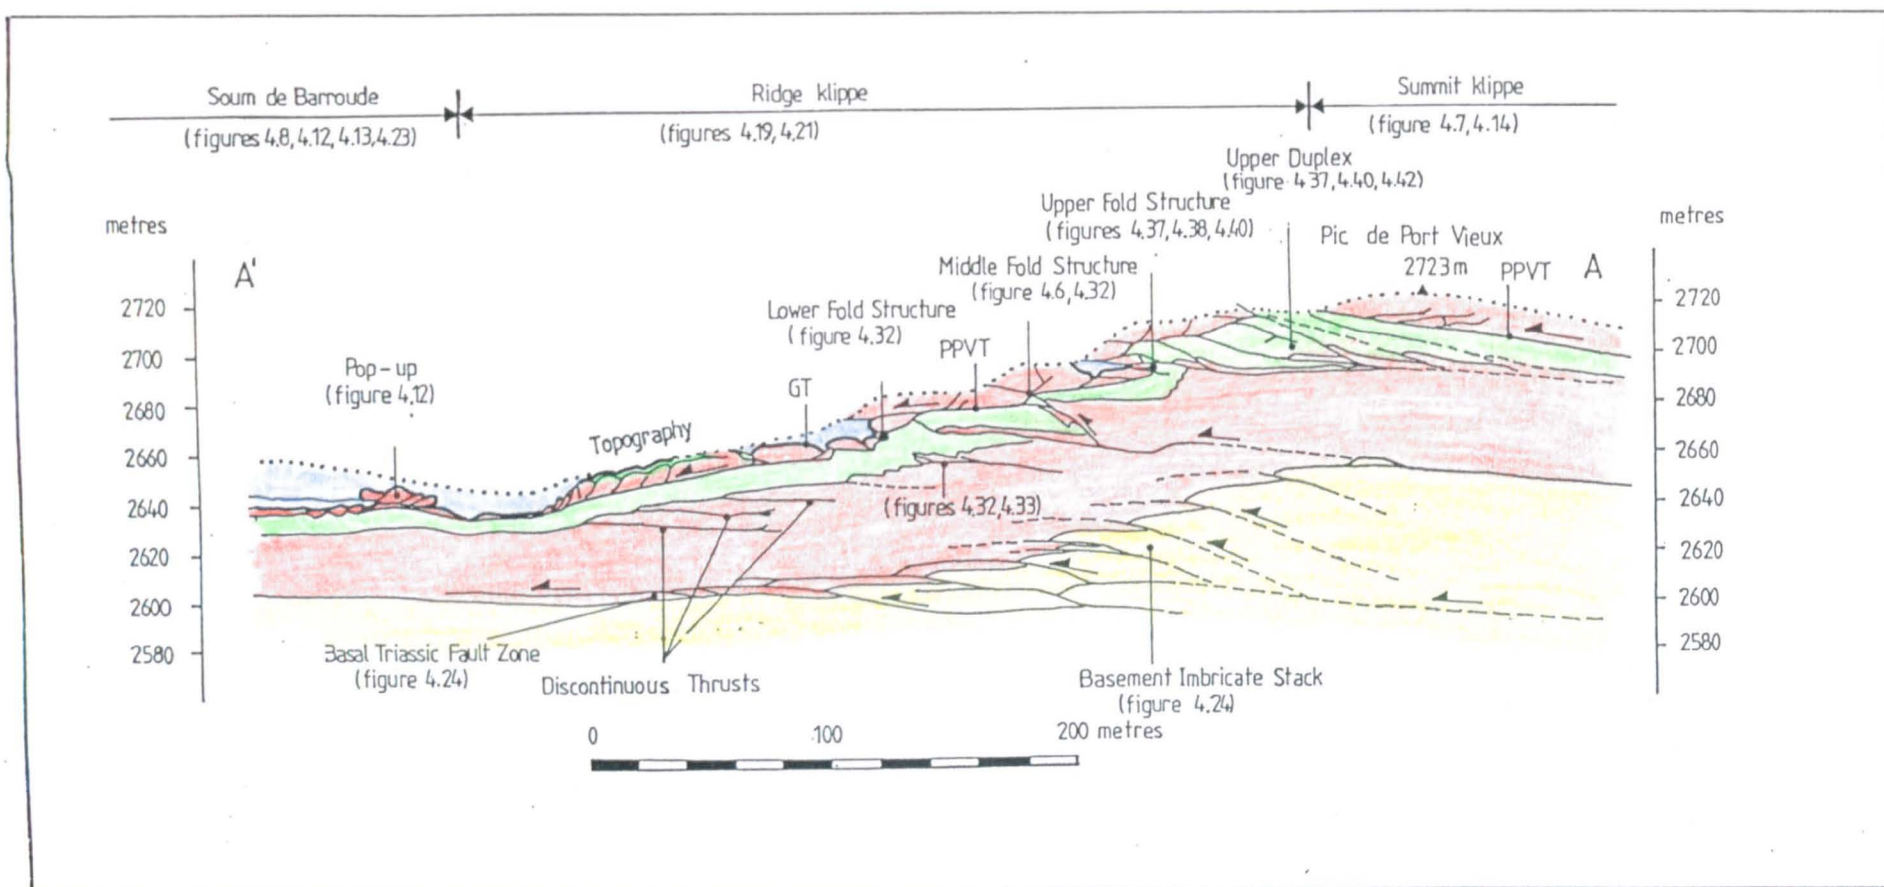 Soum de Barroude
(figures 4.8, 4.12, 4.13, 4.23)
Ridge klippe
(figures 4.19, 4.21)
Summit klippe
(figure 4.7, 4.14)
Upper Duplex
(figure 4.37, 4.40, 4.42)
Upper Fold Structure
(figures 4.37, 4.38, 4.40)
Middle Fold Structure
(figure 4.6, 4.32)
Lower Fold Structure
(figure 4.32)
Pic de Port Vieux
2723m
PPVT
A
metres
A'
metres
PPVT
GT
Pop-up
(figure 4.12)
Topography
2720
2700
2680
2660
2640
2620
2600
2580
2720
2700
2680
2660
2640
2620
2600
2580
(figures 4.32, 4.33)
Basal Triassic Fault Zone
(figure 4.24)
Discontinuous Thrusts
Basement Imbricate Stack
(figure 4.24)
0
100
200 metres